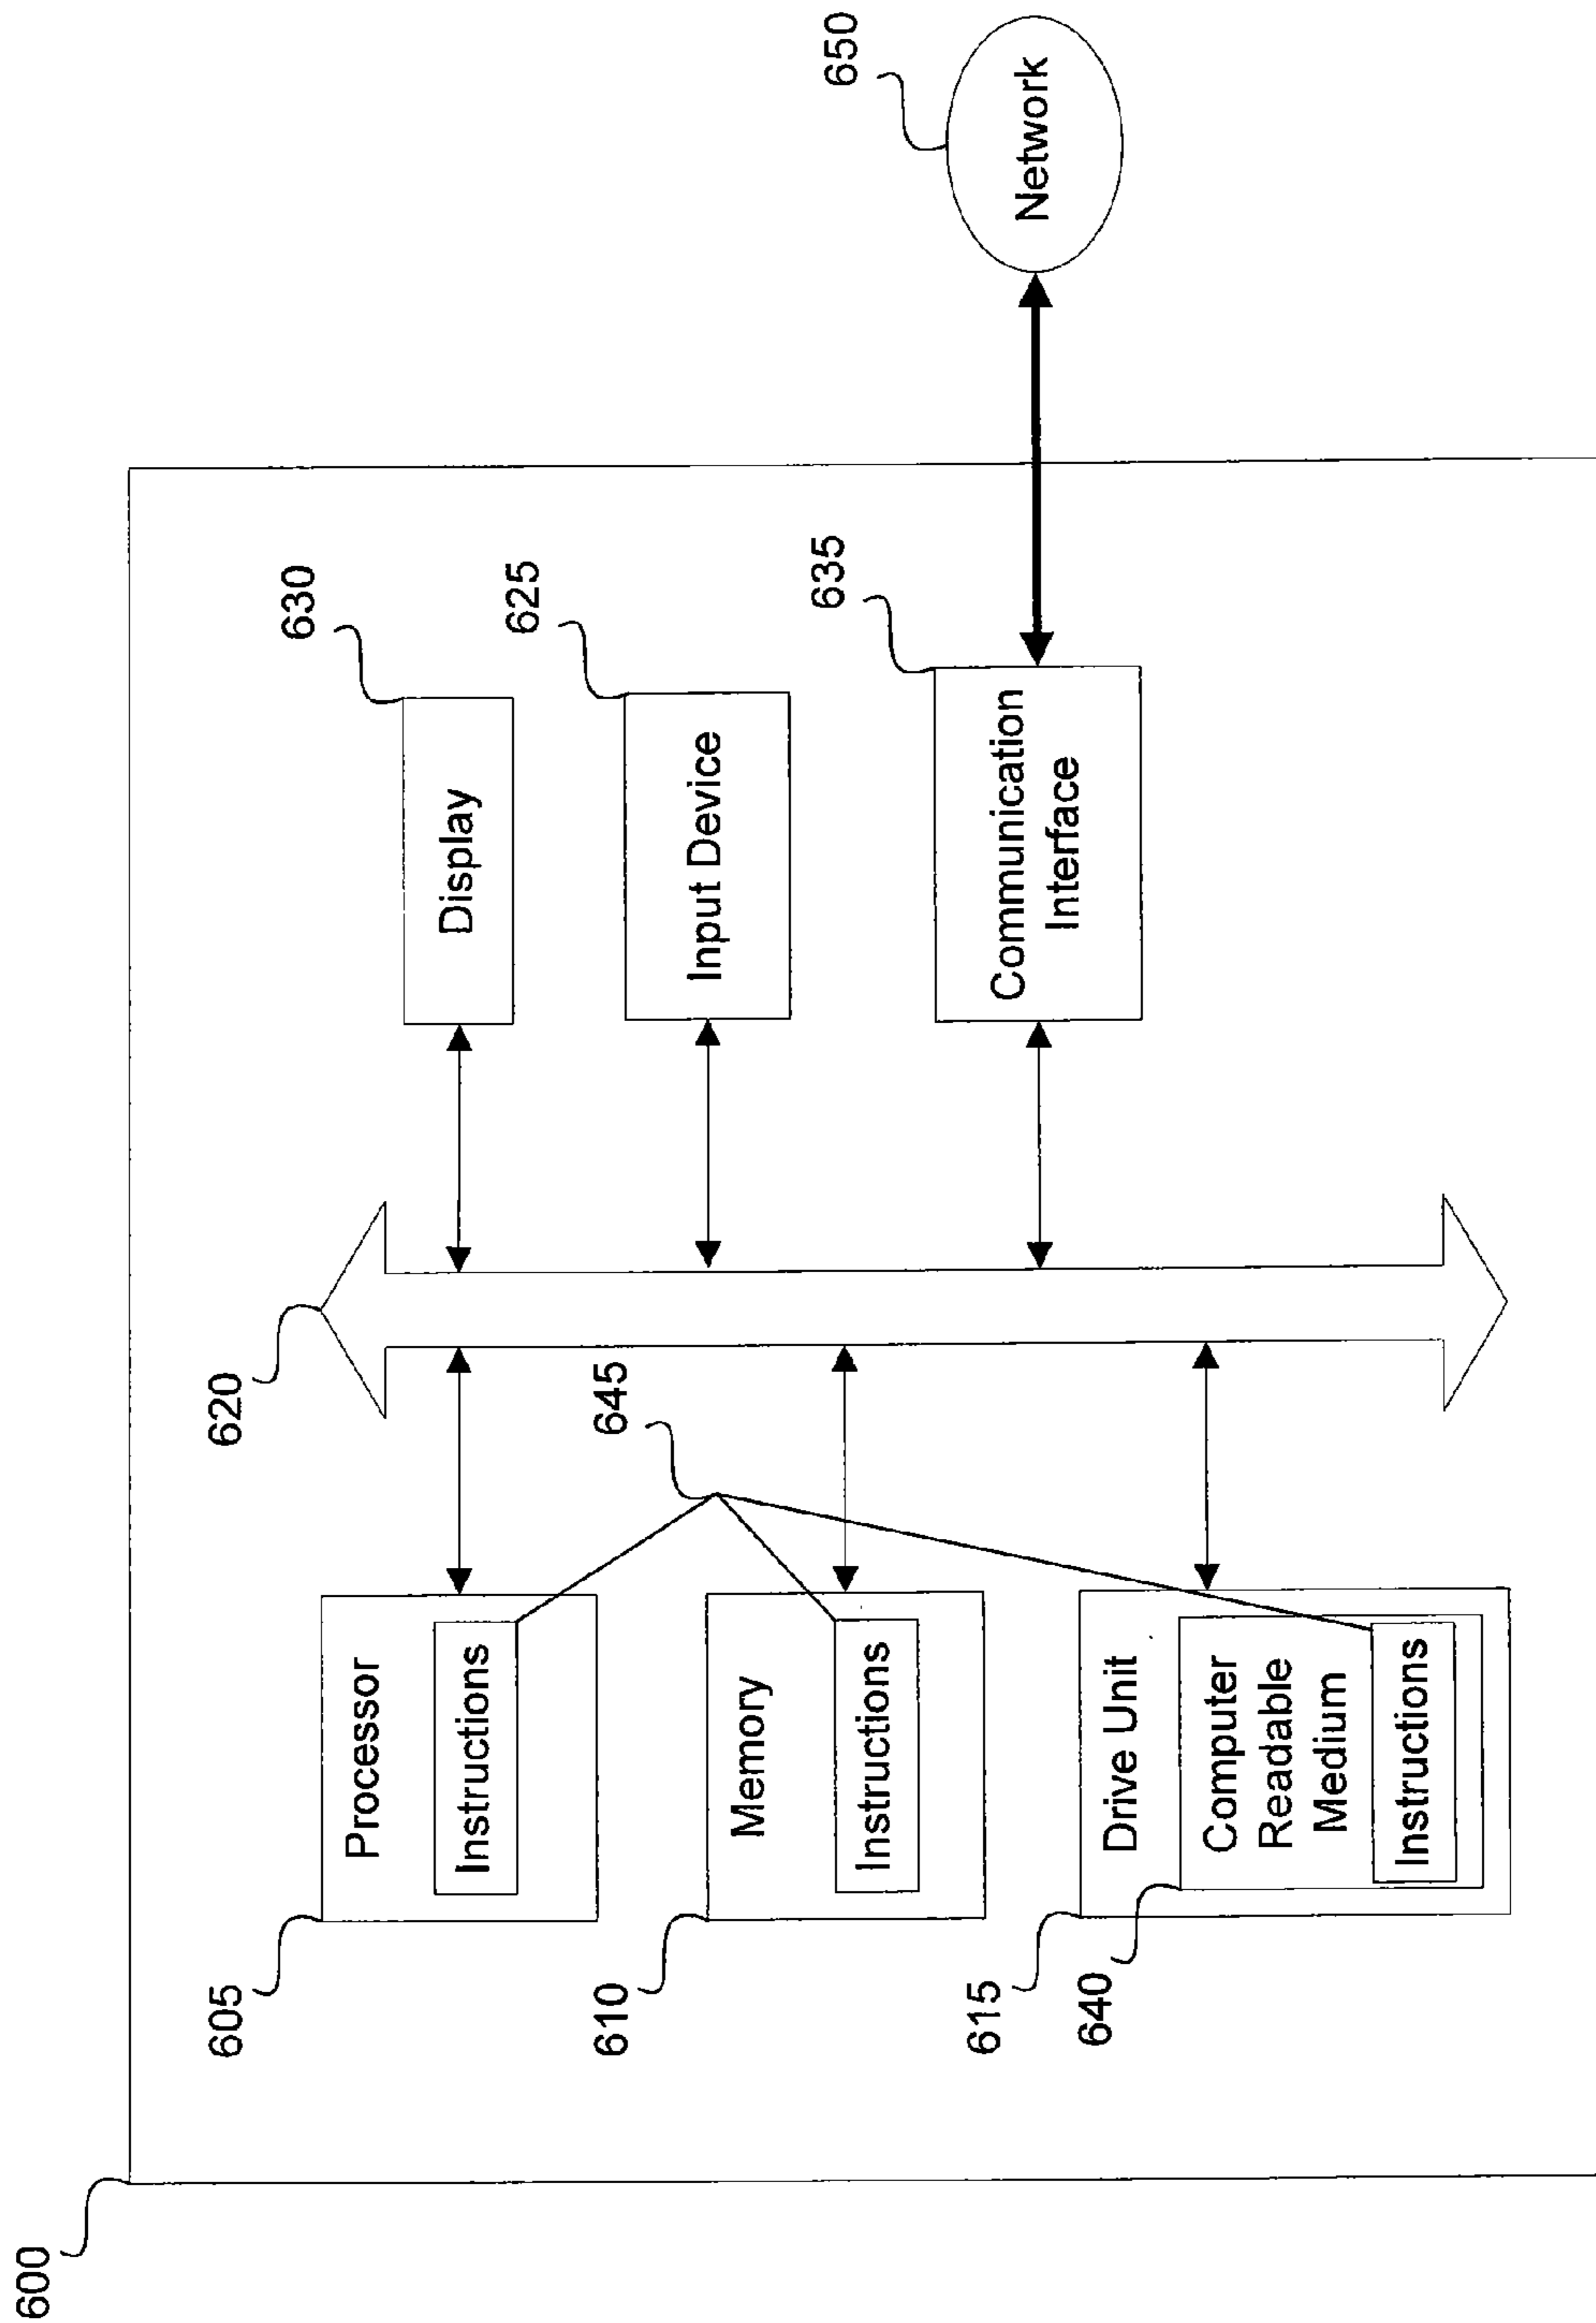 600
605
Processor
Instructions
610
Memory
Instructions
615
Drive Unit
640
Computer
Readable
Medium
Instructions
620
645
630
Display
625
Input Device
635
Communication
Interface
650
Network